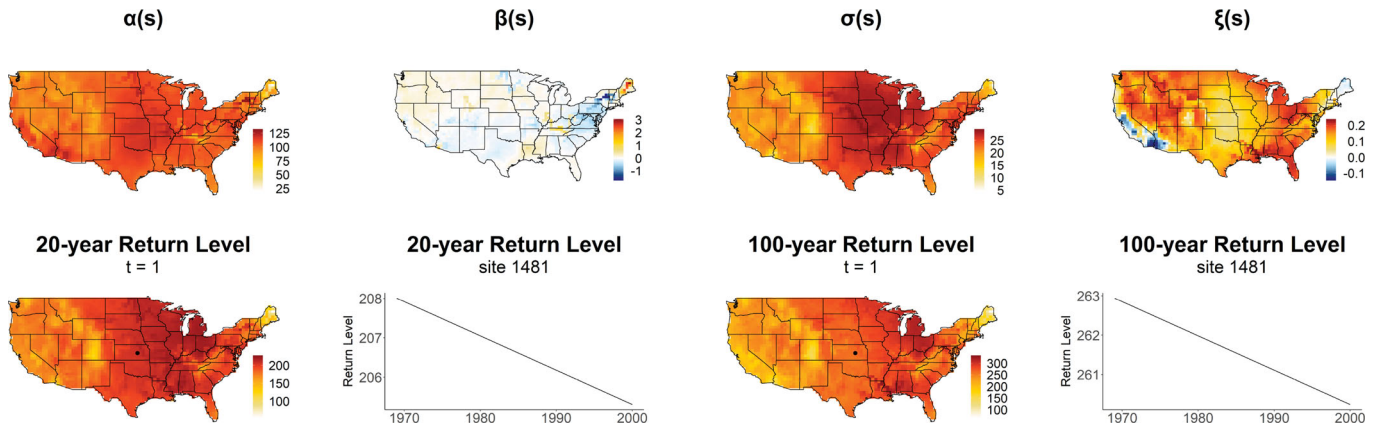 α(s)
β(s)
σ(s)
ξ(s)
125
100
75
50
25
3
2
1
0
-1
25
20
15
10
5
0.2
0.1
0.0
-0.1
20-year Return Level
t = 1
20-year Return Level
site 1481
100-year Return Level
t = 1
100-year Return Level
site 1481
200
150
100
Return Level
208
207
206
1970
1980
1990
2000
300
250
200
150
100
Return Level
263
262
261
1970
1980
1990
2000